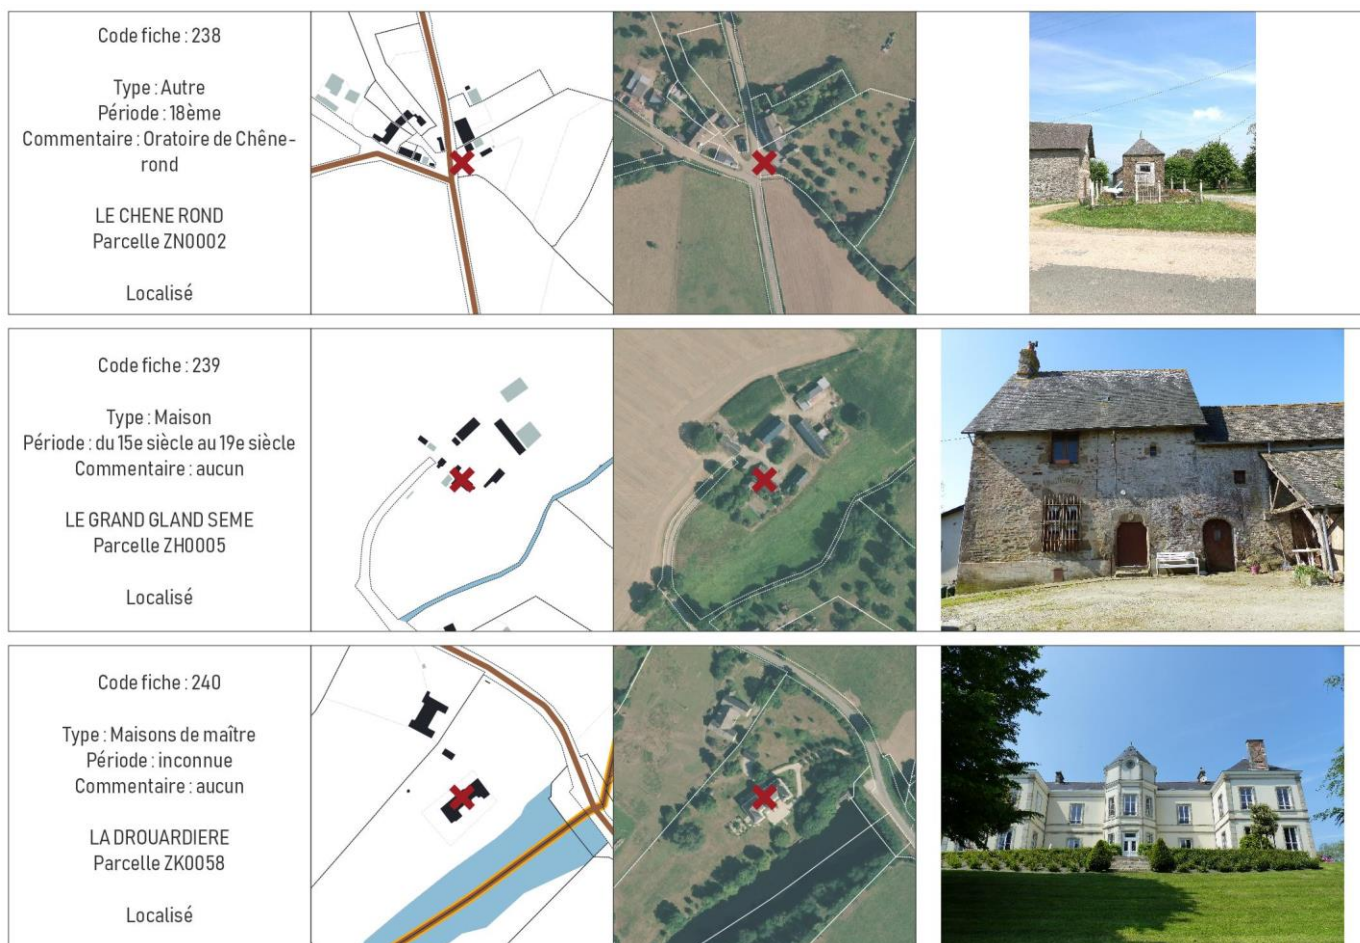 Code fiche : 238
Type : Autre
Période : 18ème
Commentaire : Oratoire de Chêne-
rond
LE CHENE ROND
Parcelle ZN0002
Localisé
Code fiche : 239
Type : Maison
Période : du 15e siècle au 19e siècle
Commentaire : aucun
LE GRAND GLAND SEME
Parcelle ZH0005
Localisé
Code fiche : 240
Type : Maisons de maître
Période : inconnue
Commentaire : aucun
LA DROUARDIERE
Parcelle ZK0058
Localisé